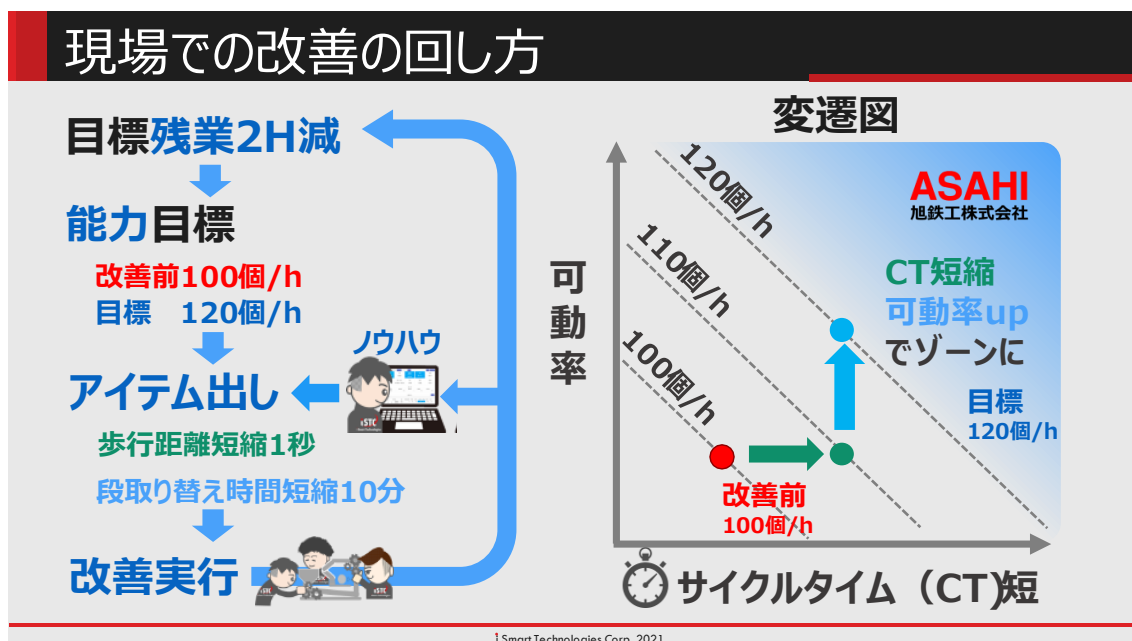 現場での改善の回し方
目標残業2H減
能力目標
改善前100個/h
目標 120個/h
ノウハウ
アイテム出し
iSTC
歩行距離短縮1秒
段取り替え時間短縮10分
改善実行
変遷図
120個/h
110個/h
100個/h
ASAHI
旭鉄工株式会社
可動率
CT短縮
可動率up
でゾーンに
目標
120個/h
改善前
100個/h
サイクルタイム（CT)短
i Smart Technologies Corp. 2021